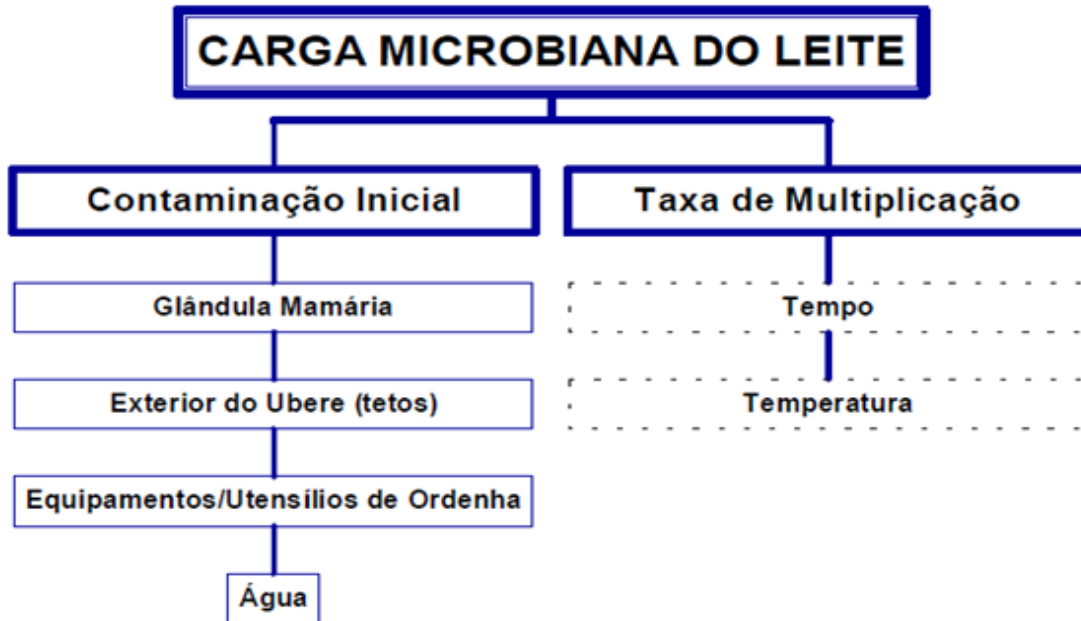 CARGA MICROBIANA DO LEITE
Contaminação Inicial
Taxa de Multiplicação
Glândula Mamária
Tempo
Exterior do Ubere (tetos)
Temperatura
Equipamentos/Utensílios de Ordenha
Água